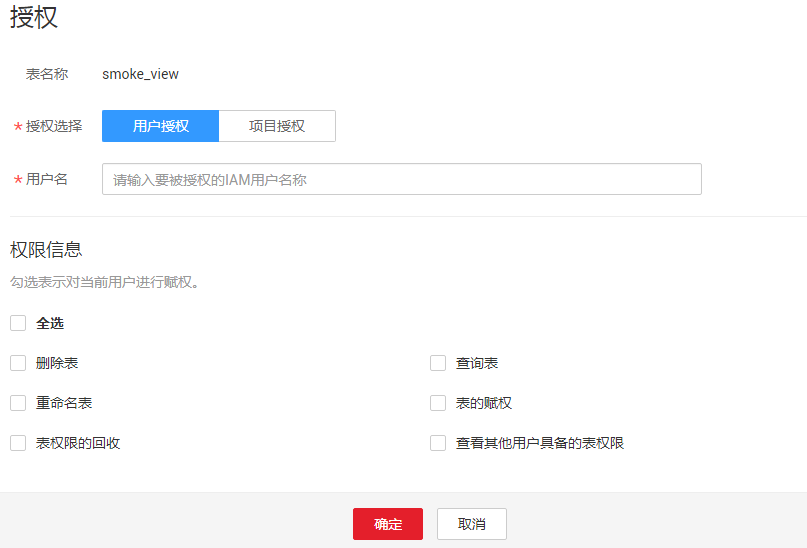 授权
表名称 smoke_view
* 授权选择 用户授权 项目授权
* 用户名 请输入要被授权的IAM用户名称
权限信息
勾选表示对当前用户进行赋权。
全选
删除表 查询表
重命名表 表的赋权
表权限的回收 查看其他用户具备的表权限
确定 取消